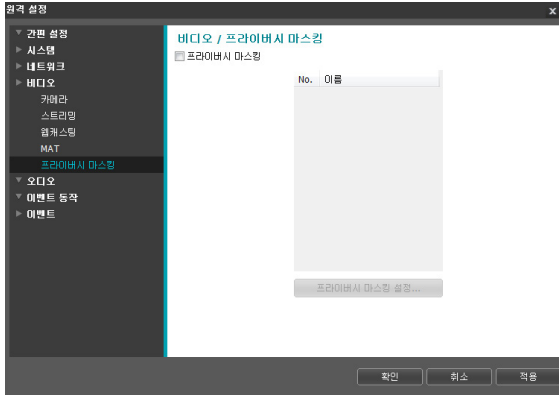 원격 설정
x
간편 설정
시스템
네트워크
비디오
카메라
스트리밍
웹캐스팅
MAT
프라이버시 마스킹
오디오
이벤트 동작
이벤트
비디오 / 프라이버시 마스킹
프라이버시 마스킹
No. 이름
프라이버시 마스킹 설정...
확인 취소 적용